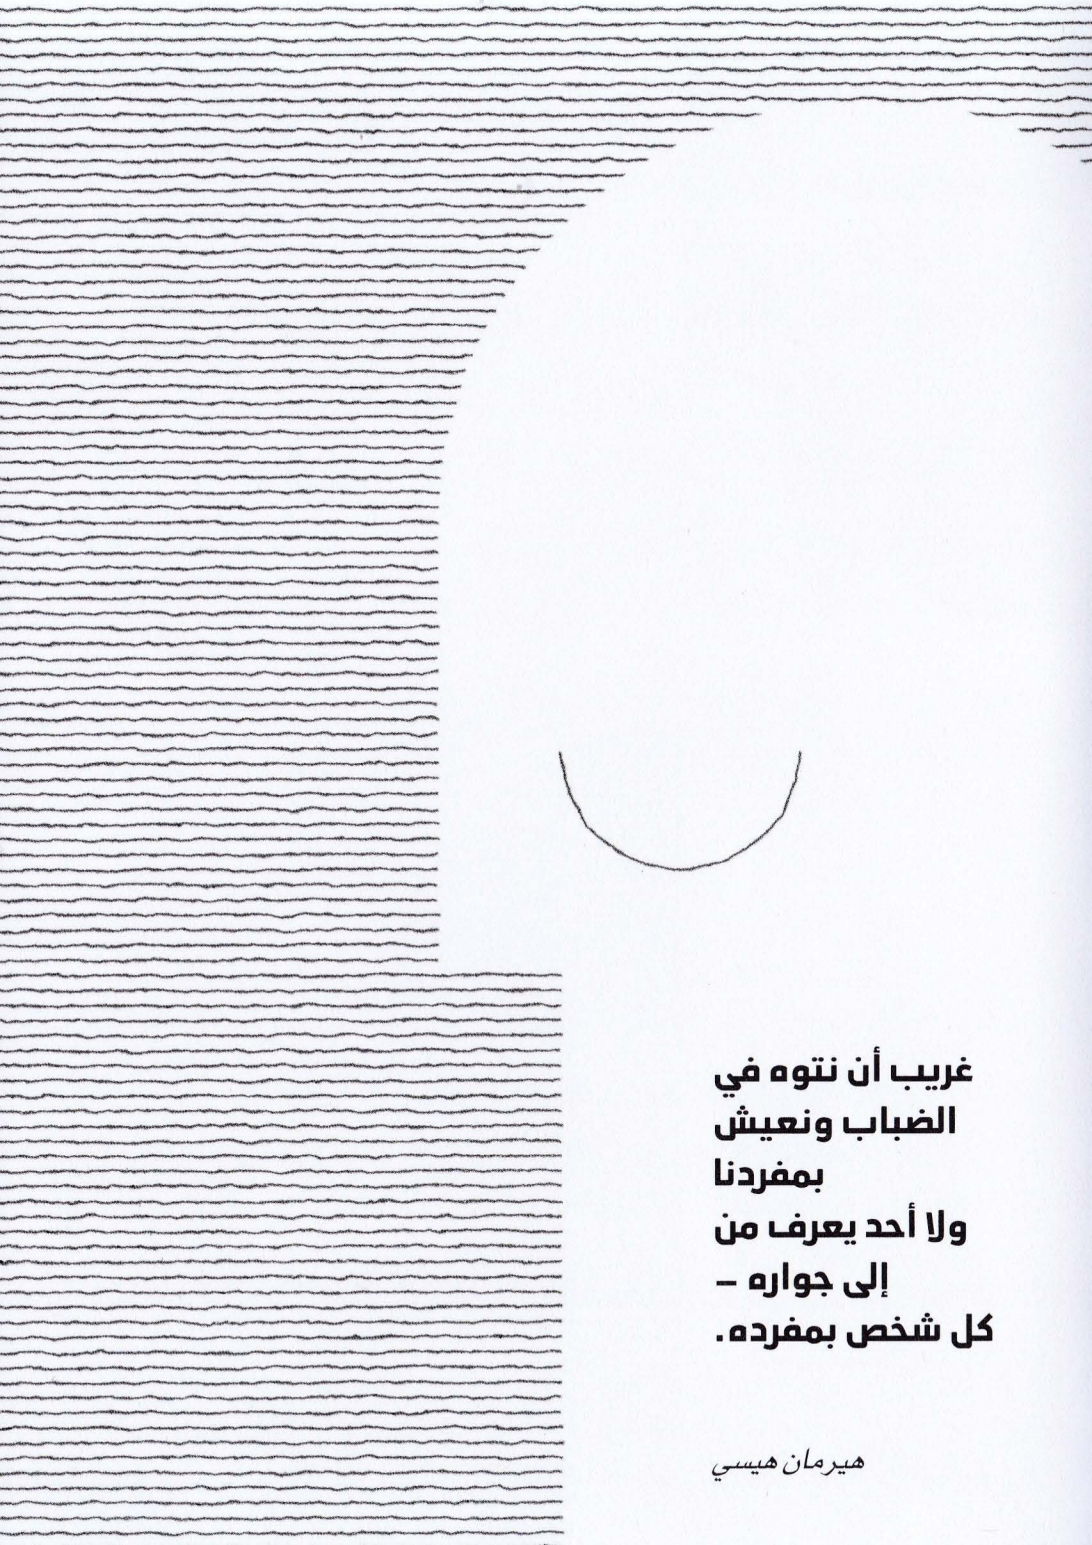 غريب أن نتوه في
الضباب ونعيش
بمفردنا
ولا أحد يعرف من
إلى جواره –
كل شخص بمفرده.
هيرمان هيسي